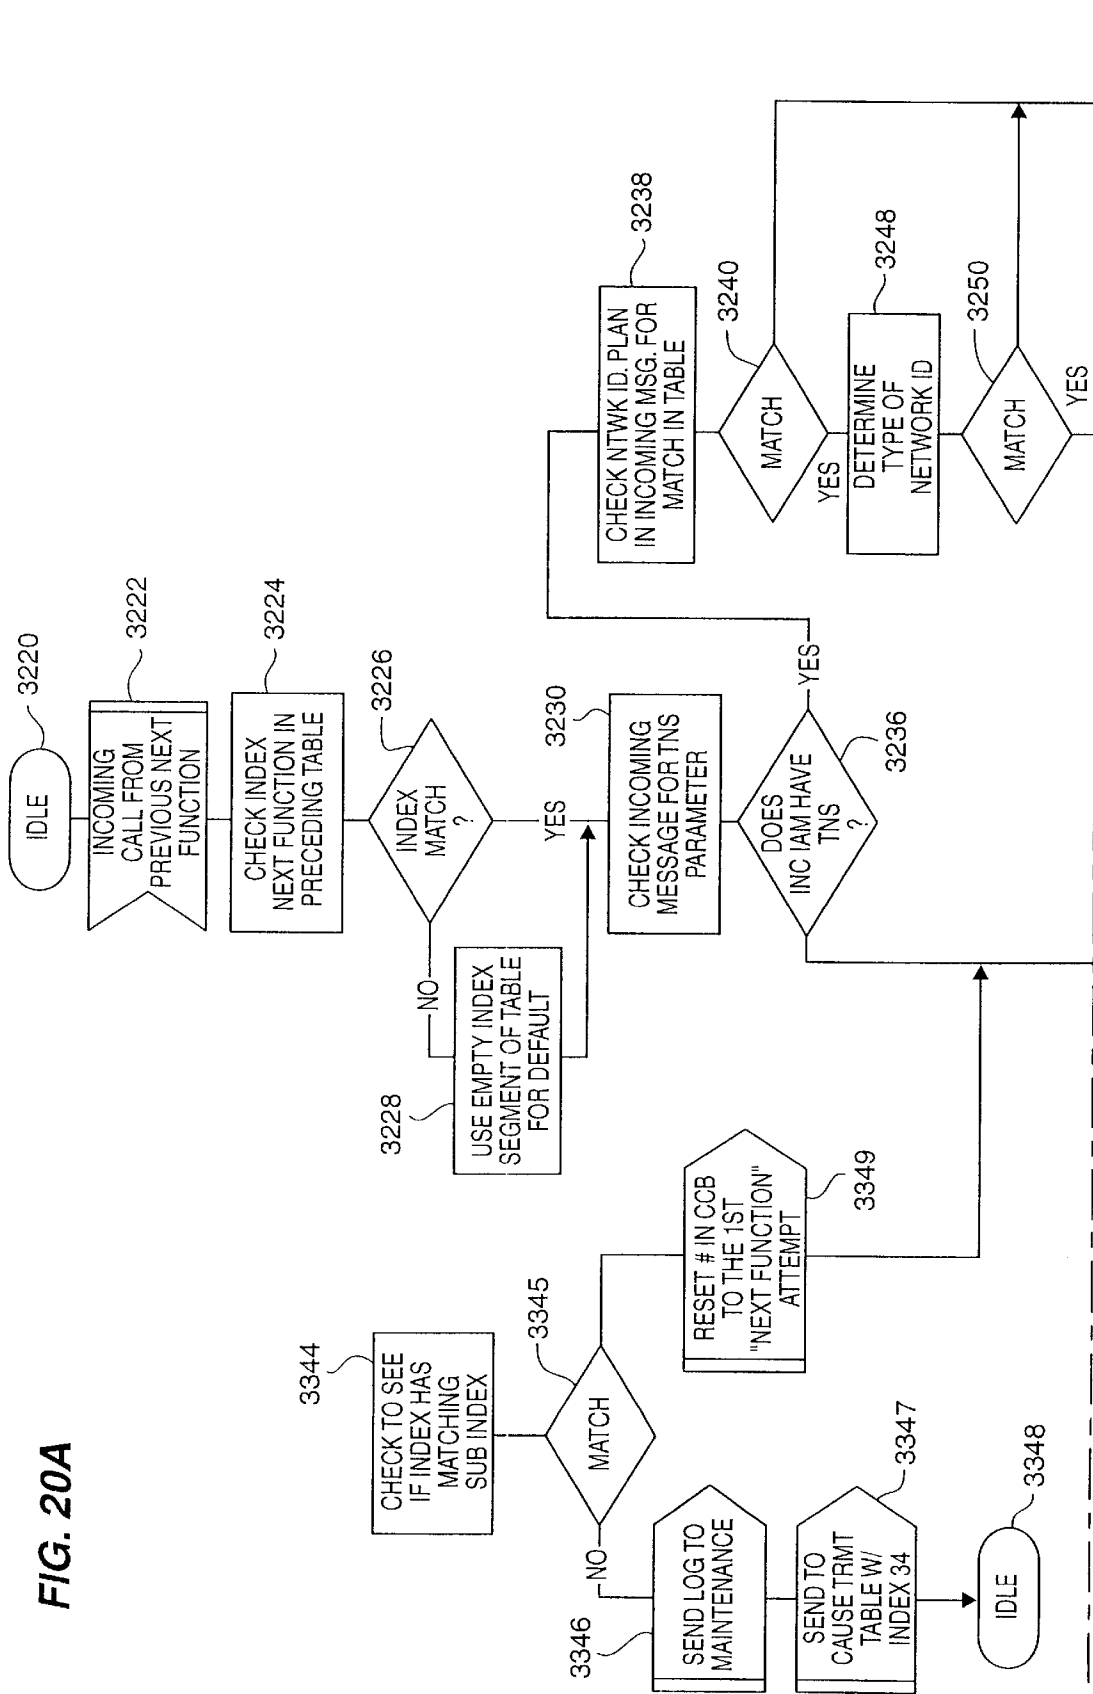 FIG. 20A
IDLE
3220
INCOMING
CALL FROM
PREVIOUS NEXT
FUNCTION
3222
CHECK INDEX
NEXT FUNCTION IN
PRECEDING TABLE
3224
INDEX
MATCH
?
3226
NO
YES
USE EMPTY INDEX
SEGMENT OF TABLE
FOR DEFAULT
3228
CHECK INCOMING
MESSAGE FOR TNS
PARAMETER
3230
DOES
INC IAM HAVE
TNS
?
3236
YES
CHECK NTWK ID. PLAN
IN INCOMING MSG. FOR
MATCH IN TABLE
3238
MATCH
3240
YES
DETERMINE
TYPE OF
NETWORK ID
3248
MATCH
3250
YES
3344
CHECK TO SEE
IF INDEX HAS
MATCHING
SUB INDEX
MATCH
3345
NO
SEND LOG TO
MAINTENANCE
3346
SEND TO
CAUSE TRMT
TABLE W/
INDEX 34
3347
IDLE
3348
RESET # IN CCB
TO THE 1ST
"NEXT FUNCTION"
ATTEMPT
3349